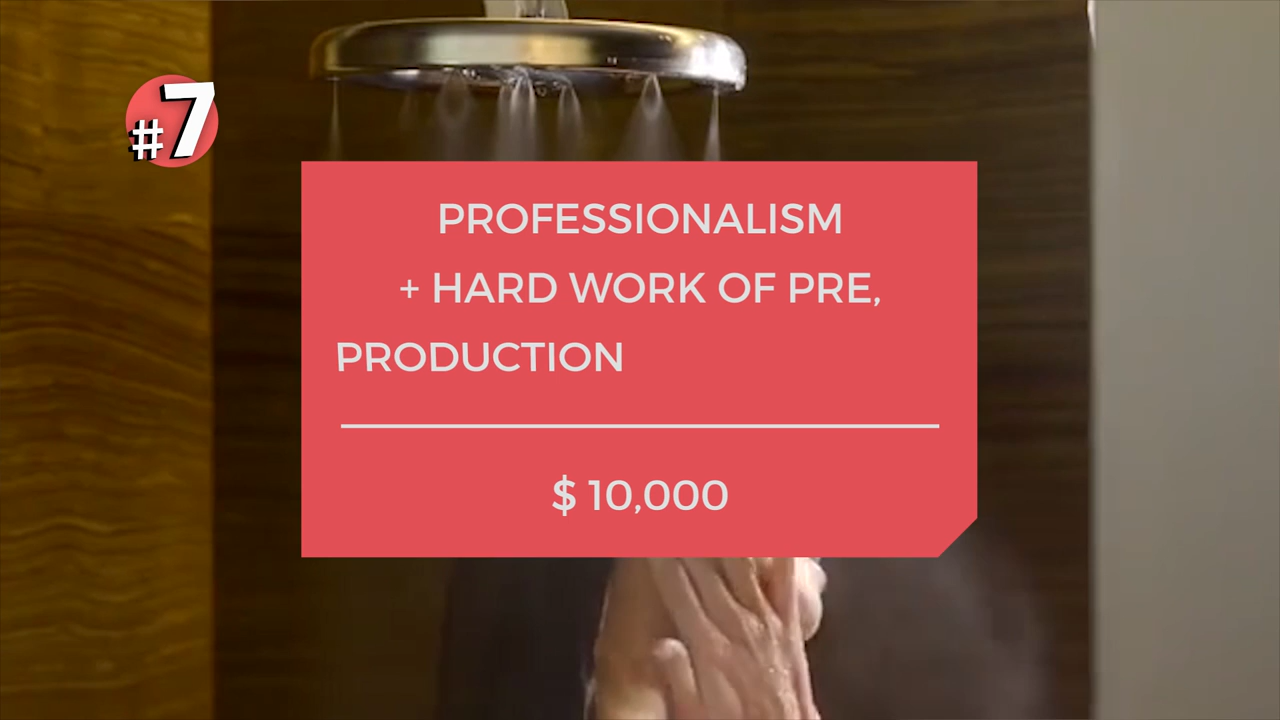 #7
PROFESSIONALISM
+ HARD WORK OF PRE,
PRODUCTION
$ 10,000